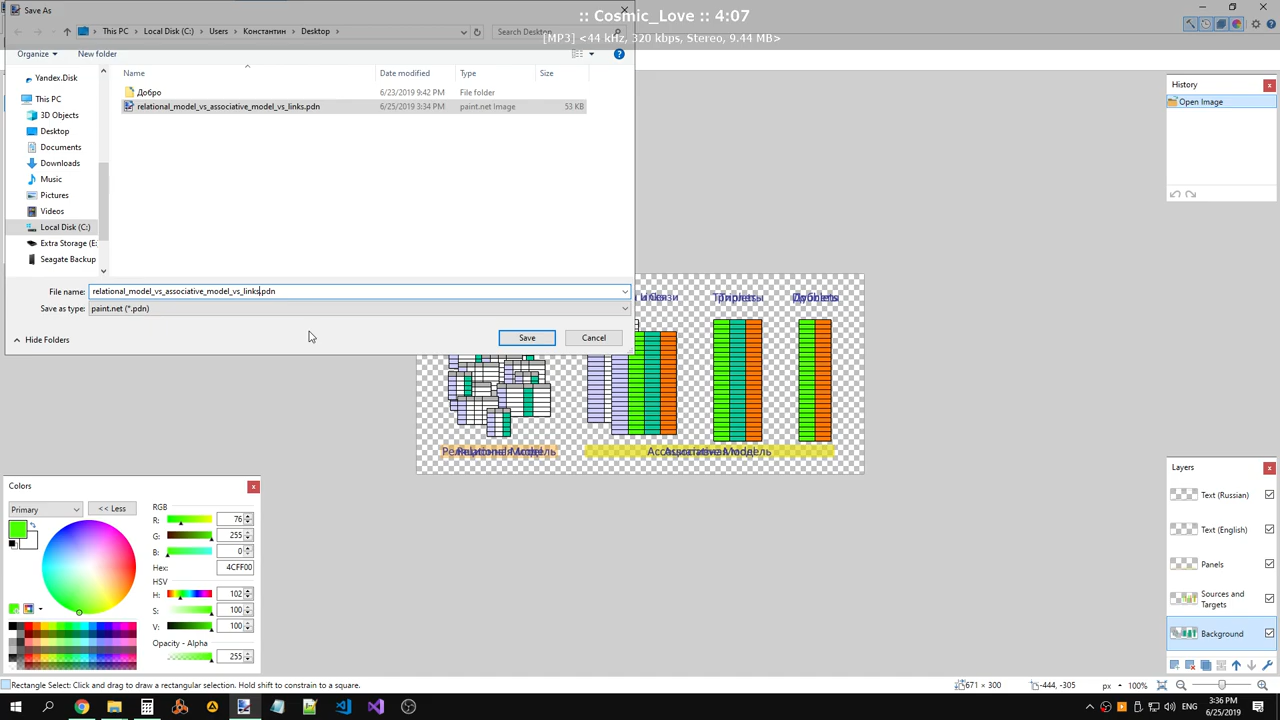 :: Cosmic_Love :: 4:07
[MP3] <44 kHz, 320 kbps, Stereo, 9.44 MB>
Save As
This PC
Local Disk (C:)
Users
Константин
Desktop
Search Desktop
Organize
New folder
Name
Date modified
Type
Size
Добро
6/23/2019 9:42 PM
File folder
relational_model_vs_associative_model_vs_links.pdn
6/25/2019 3:34 PM
paint.net Image
53 KB
Yandex.Disk
This PC
3D Objects
Desktop
Documents
Downloads
Music
Pictures
Videos
Local Disk (C:)
Extra Storage (E:
Seagate Backup
File name:
relational_model_vs_associative_model_vs_links.pdn
Save as type:
paint.net (*.pdn)
Hide Folders
Save
Cancel
History
Open Image
Colors
Primary
<< Less
RGB
R:
76
G:
255
B:
0
Hex:
4CFF00
HSV
H:
102
S:
100
V:
100
Opacity - Alpha
255
Layers
Text (Russian)
Text (English)
Panels
Sources and
Targets
Background
Rectangle Select: Click and drag to draw a rectangular selection. Hold shift to constrain to a square.
671 × 300
-444, -305
px
100%
ENG
3:36 PM
6/25/2019